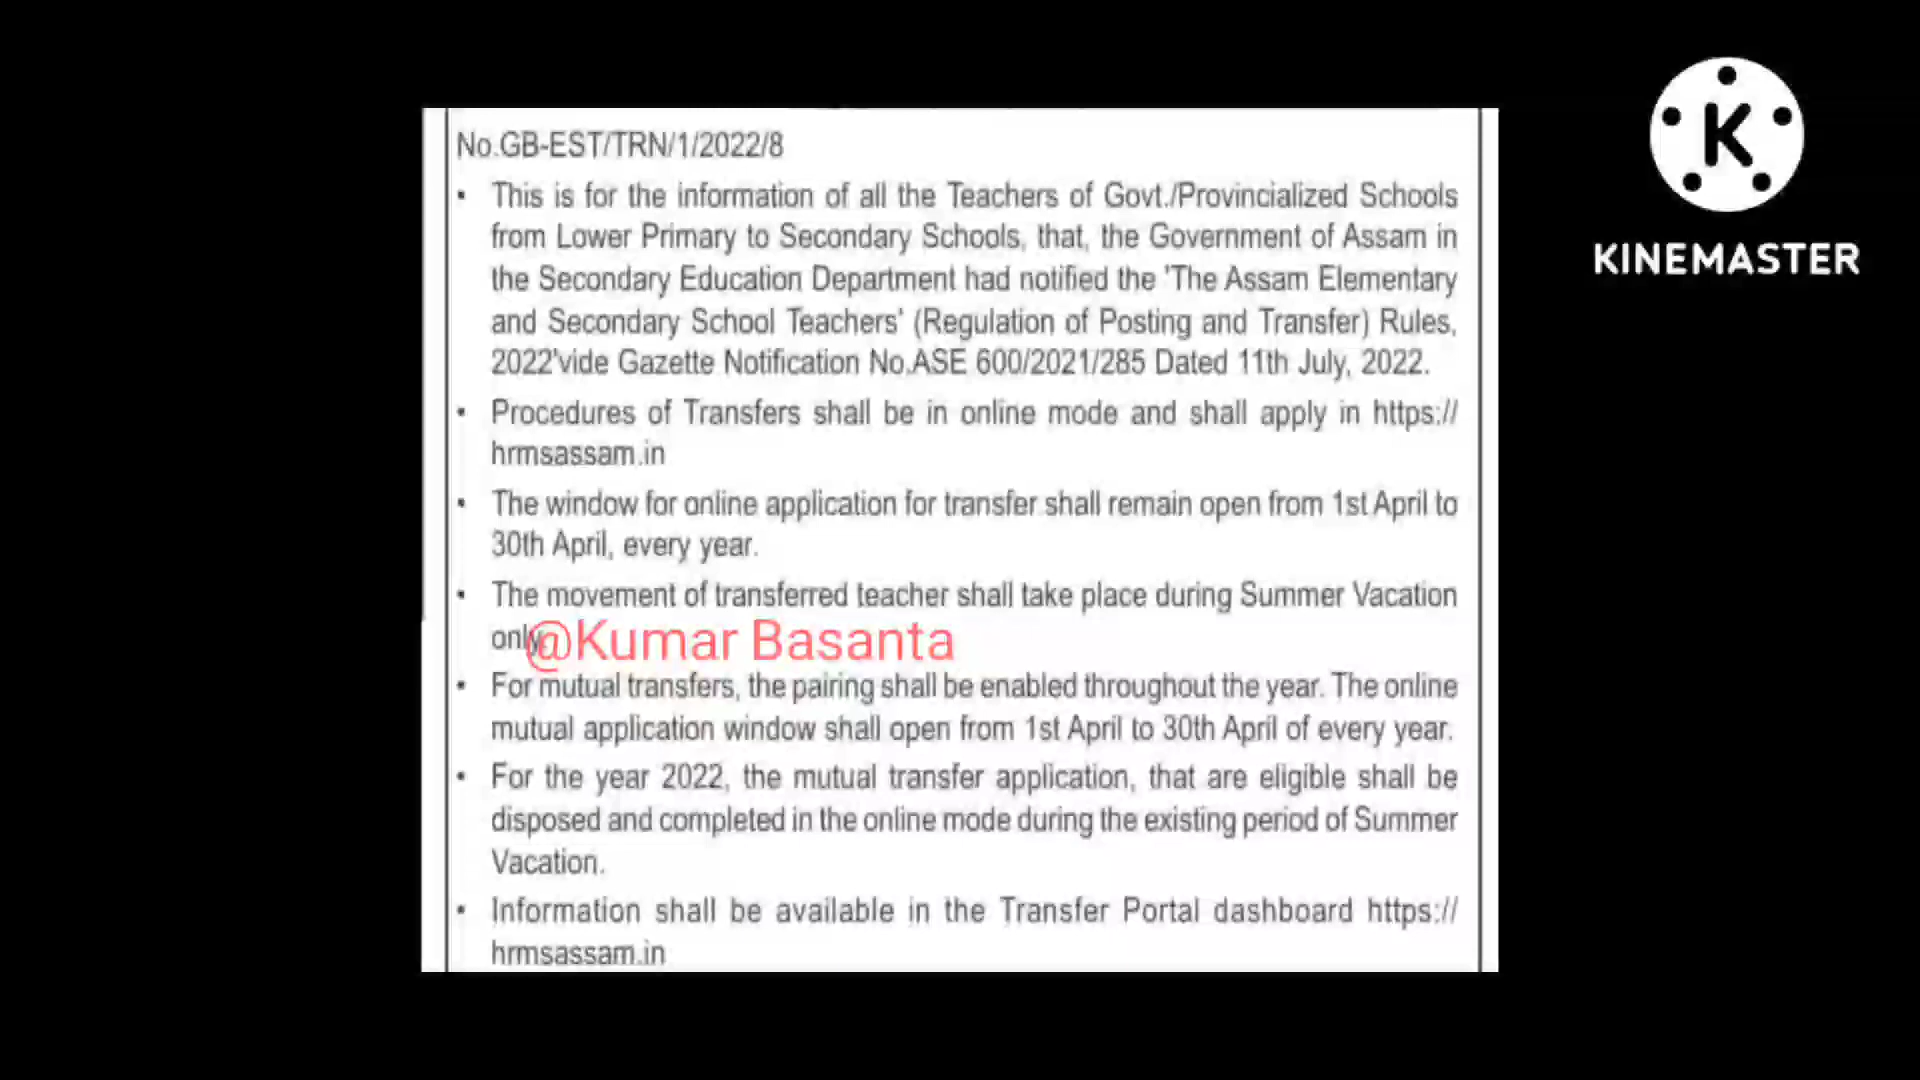 No.GB-EST/TRN/1/2022/8
• This is for the information of all the Teachers of Govt./Provincialized Schools
from Lower Primary to Secondary Schools, that, the Government of Assam in
the Secondary Education Department had notified the 'The Assam Elementary
and Secondary School Teachers' (Regulation of Posting and Transfer) Rules,
2022'vide Gazette Notification No.ASE 600/2021/285 Dated 11th July, 2022.
• Procedures of Transfers shall be in online mode and shall apply in https://
hrmsassam.in
• The window for online application for transfer shall remain open from 1st April to
30th April, every year.
• The movement of transferred teacher shall take place during Summer Vacation
only.
@Kumar Basanta
• For mutual transfers, the pairing shall be enabled throughout the year. The online
mutual application window shall open from 1st April to 30th April of every year.
• For the year 2022, the mutual transfer application, that are eligible shall be
disposed and completed in the online mode during the existing period of Summer
Vacation.
• Information shall be available in the Transfer Portal dashboard https://
hrmsassam.in
K
KINEMASTER